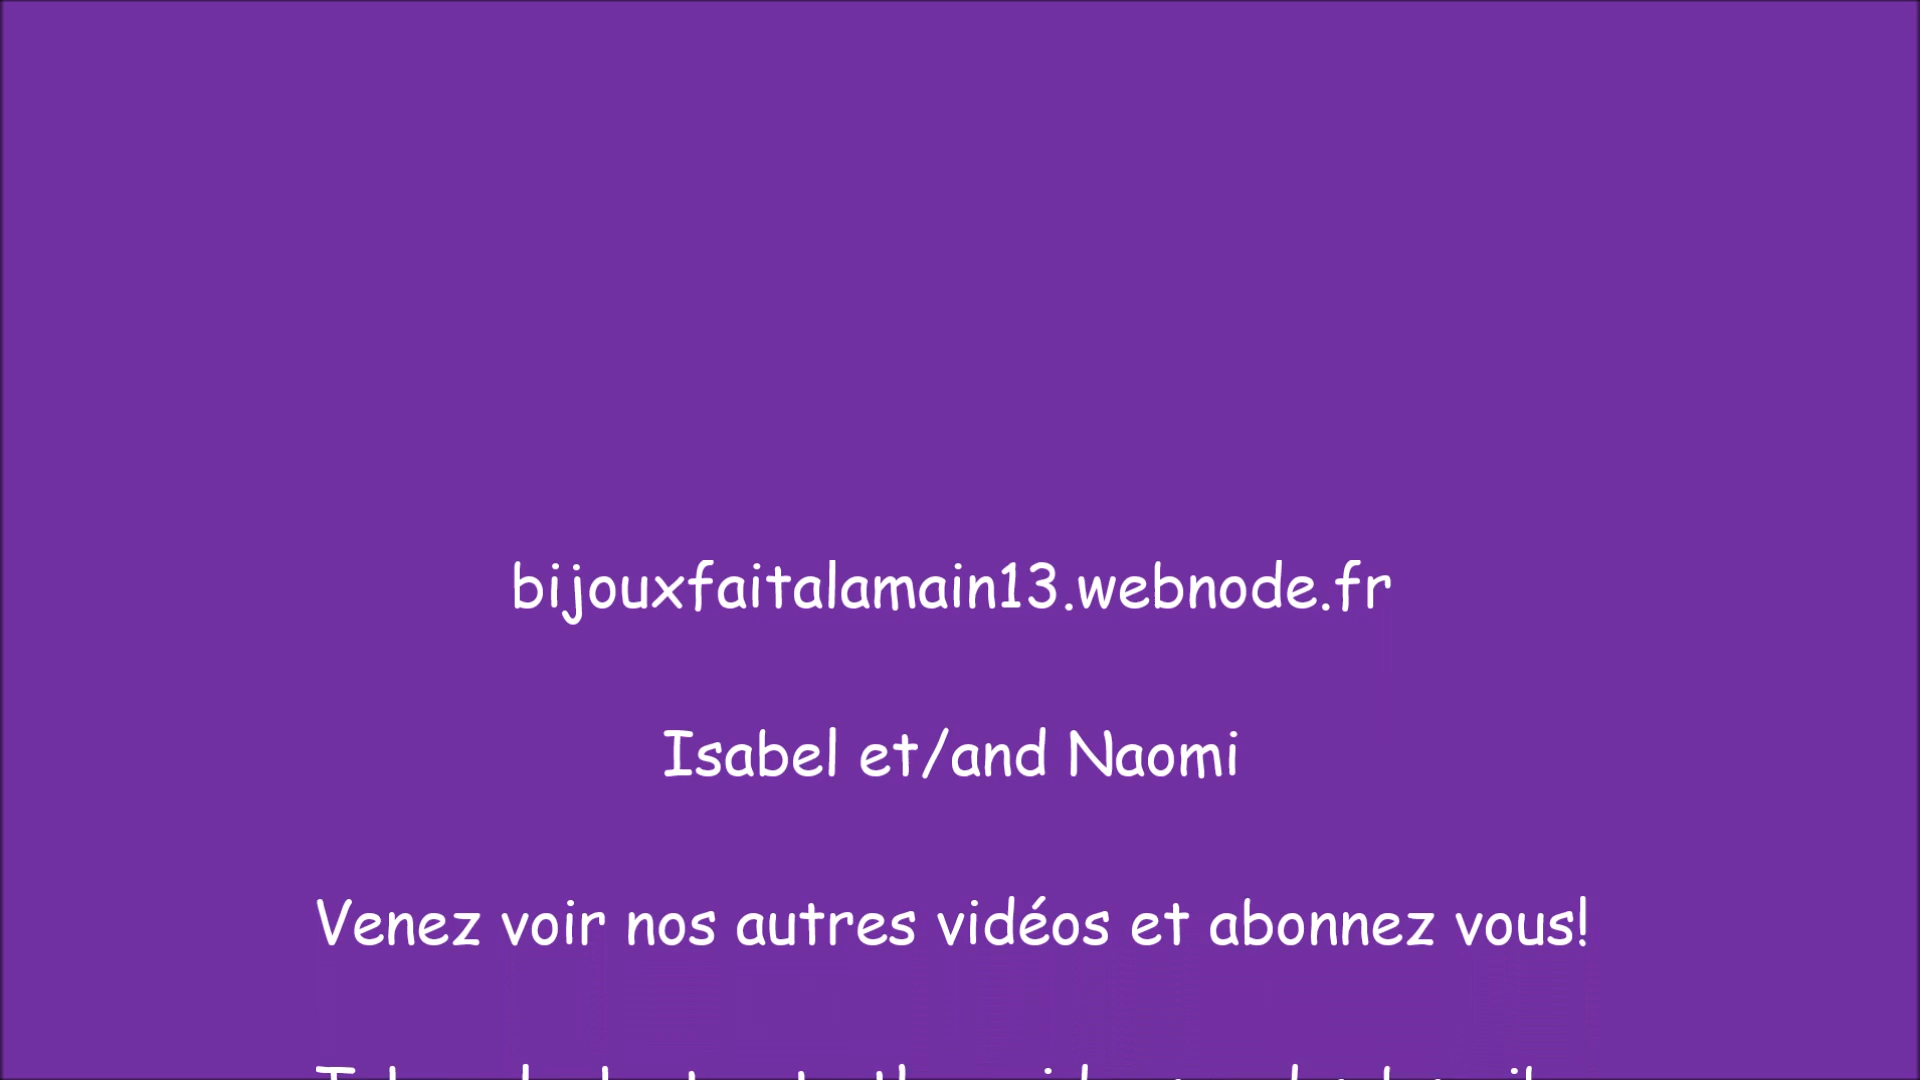 bijouxfaitalamain13.webnode.fr
Isabel et/and Naomi
Venez voir nos autres vidéos et abonnez vous!